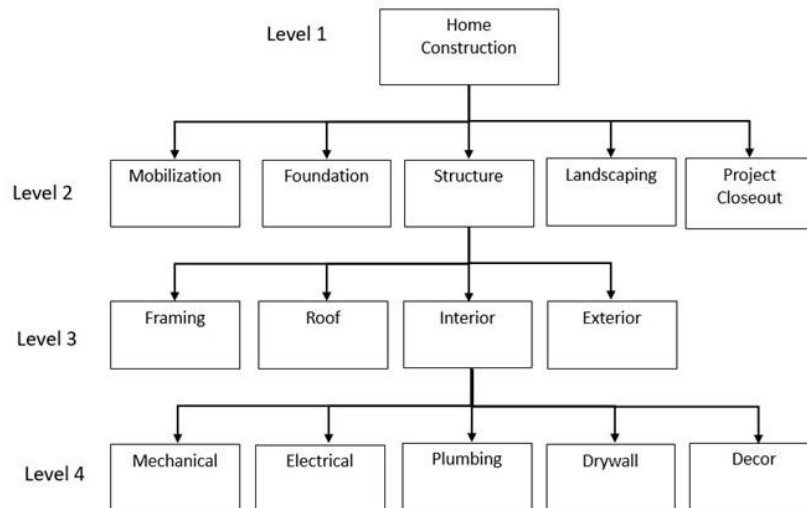 Level 1
Home
Construction
Level 2
Mobilization
Foundation
Structure
Landscaping
Project
Closeout
Level 3
Framing
Roof
Interior
Exterior
Level 4
Mechanical
Electrical
Plumbing
Drywall
Decor